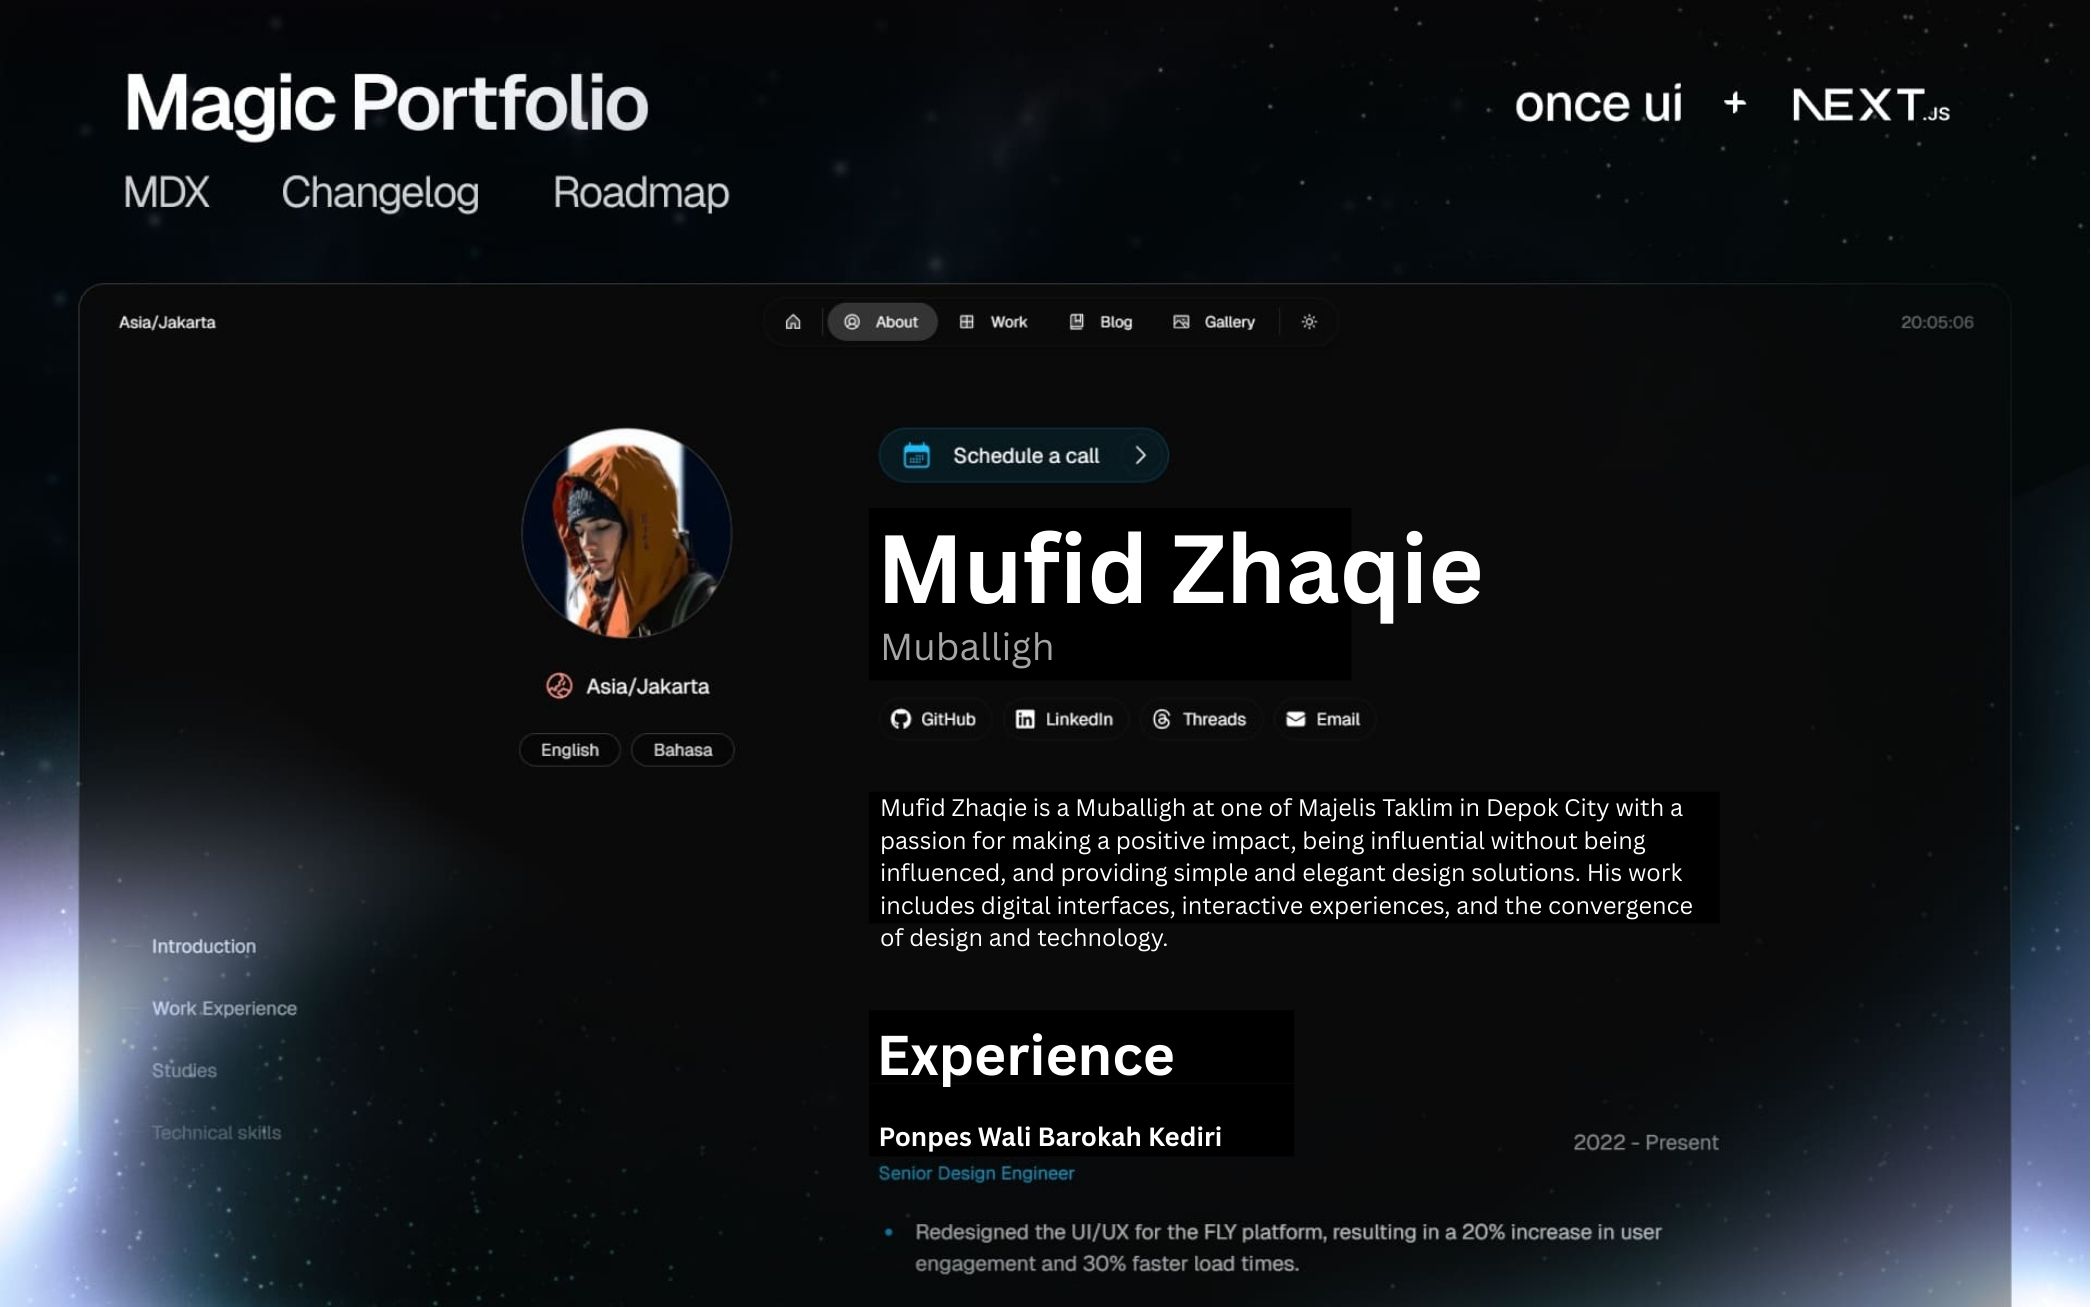 Magic Portfolio
once ui + NEXT.JS
MDX Changelog Roadmap
Asia/Jakarta
About Work Blog Gallery
20:05:06
Schedule a call
Mufid Zhaqie
Muballigh
Asia/Jakarta
English Bahasa
GitHub LinkedIn Threads Email
Mufid Zhaqie is a Muballigh at one of Majelis Taklim in Depok City with a
passion for making a positive impact, being influential without being
influenced, and providing simple and elegant design solutions. His work
includes digital interfaces, interactive experiences, and the convergence
of design and technology.
Introduction
Work Experience
Studies
Technical skills
Experience
Ponpes Wali Barokah Kediri
2022 - Present
Senior Design Engineer
Redesigned the UI/UX for the FLY platform, resulting in a 20% increase in user
engagement and 30% faster load times.